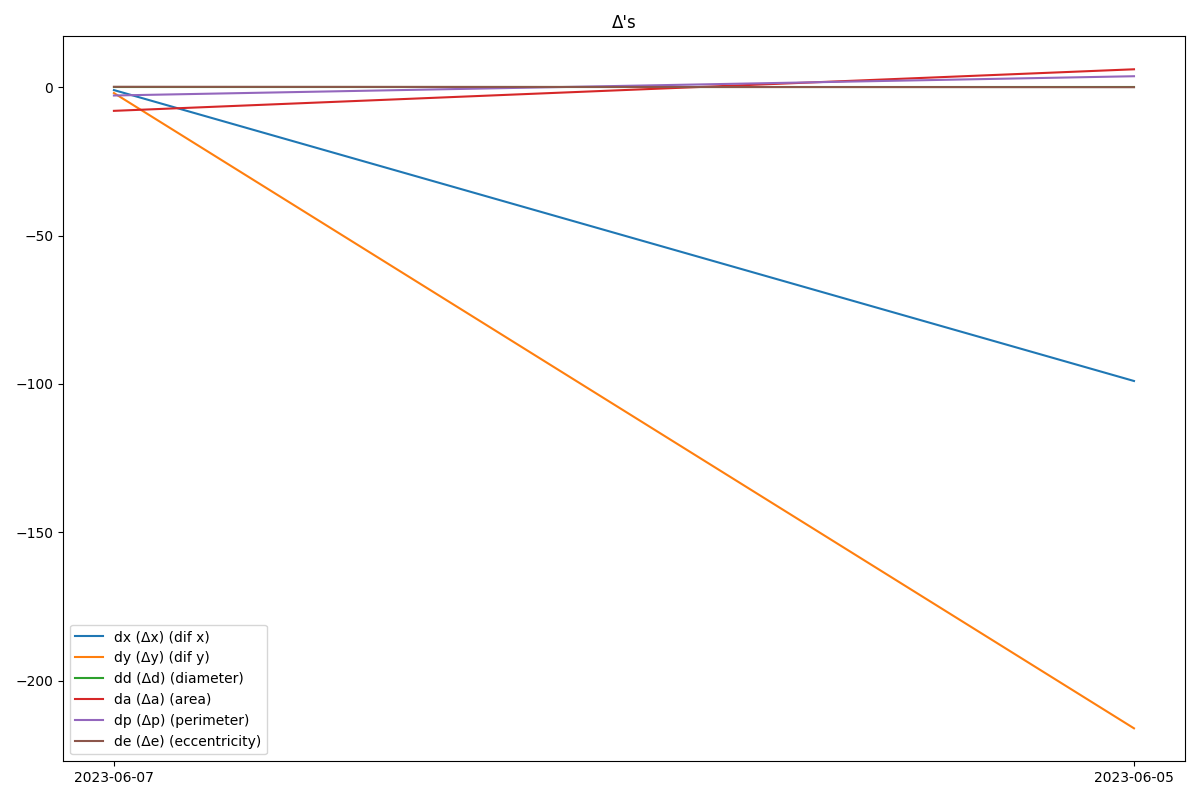 Δ's
0
−50
−100
−150
−200
dx (Δx) (dif x)
dy (Δy) (dif y)
dd (Δd) (diameter)
da (Δa) (area)
dp (Δp) (perimeter)
de (Δe) (eccentricity)
2023-06-07
2023-06-05